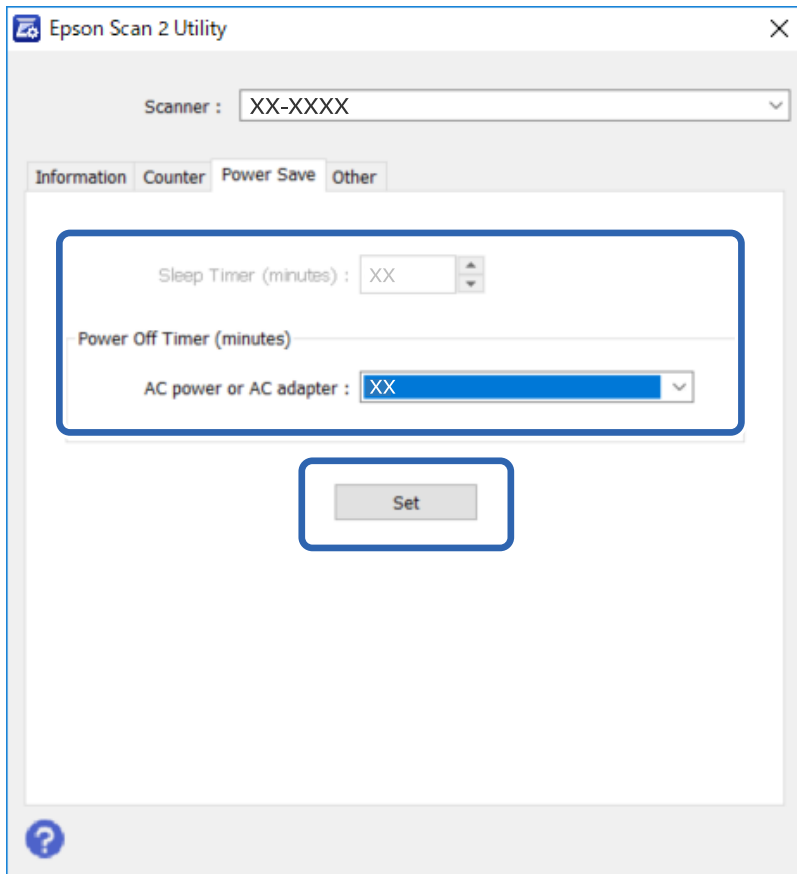 Epson Scan 2 Utility
Scanner : XX-XXXX
Information Counter Power Save Other
Sleep Timer (minutes) : XX
Power Off Timer (minutes)
AC power or AC adapter : XX
Set
?